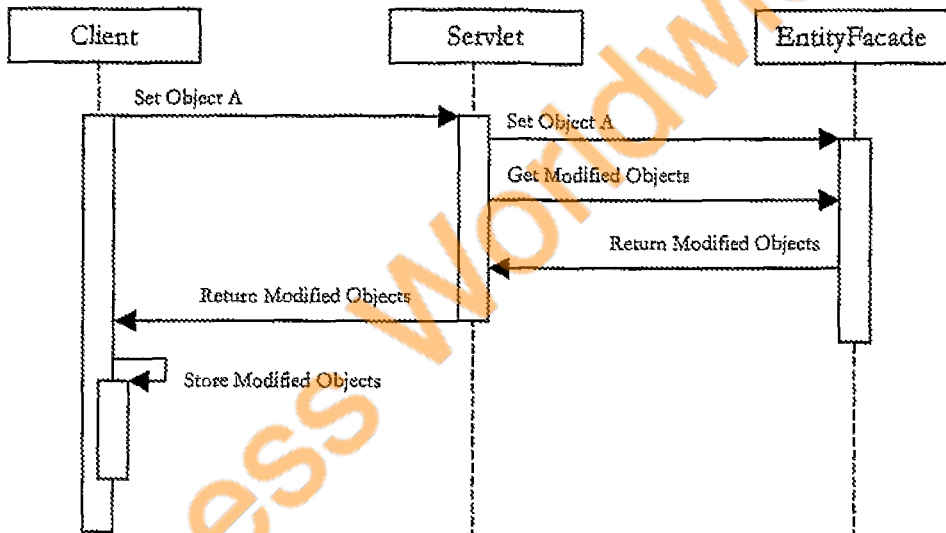 Client
Servlet
EntityFacade
Set Object A
Set Object A
Get Modified Objects
Return Modified Objects
Return Modified Objects
Store Modified Objects